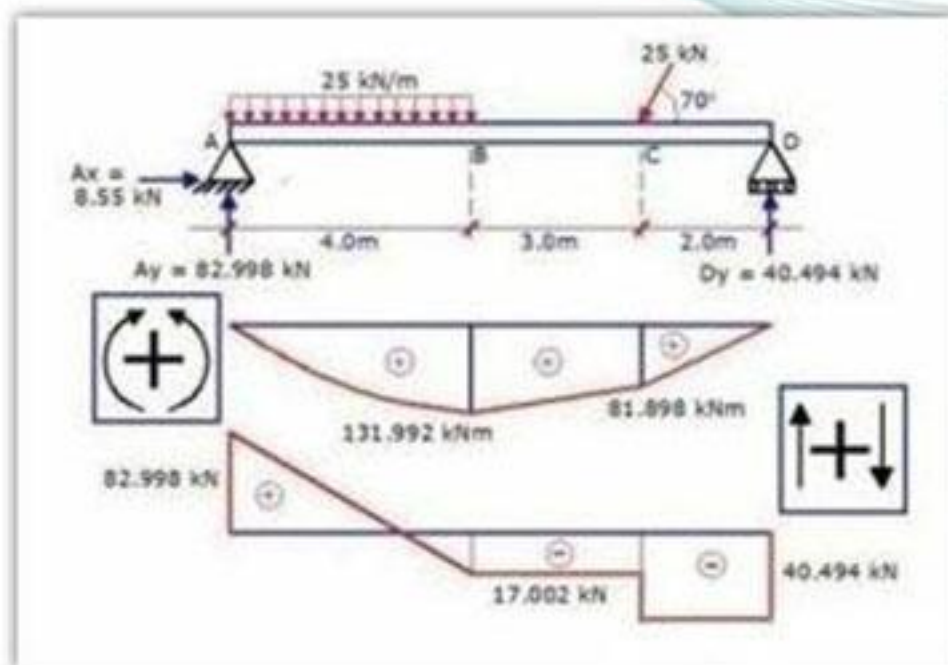 25 kN
25 kN/m
70°
A
B
C
D
Ax =
8.55 kN
4.0m
3.0m
2.0m
Ay = 82.998 kN
Dy = 40.494 kN
+
+
+
+
81.898 kNm
131.992 kNm
+
82.998 kN
+
-
-
40.494 kN
17.002 kN